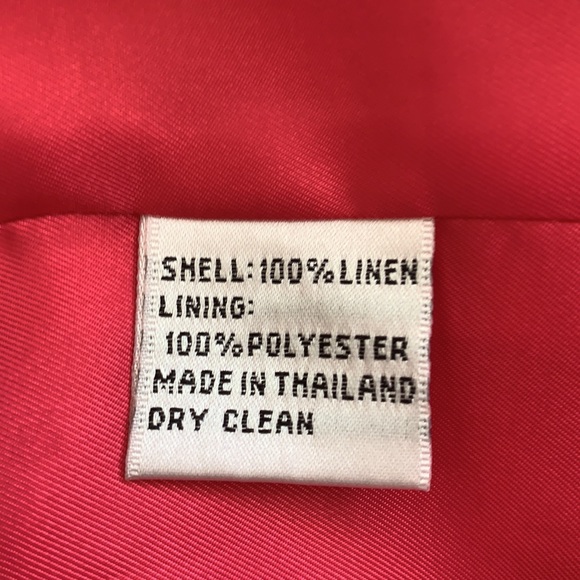 SHELL: 100% LINEN
LINING:
100% POLYESTER
MADE IN THAILAND
DRY CLEAN